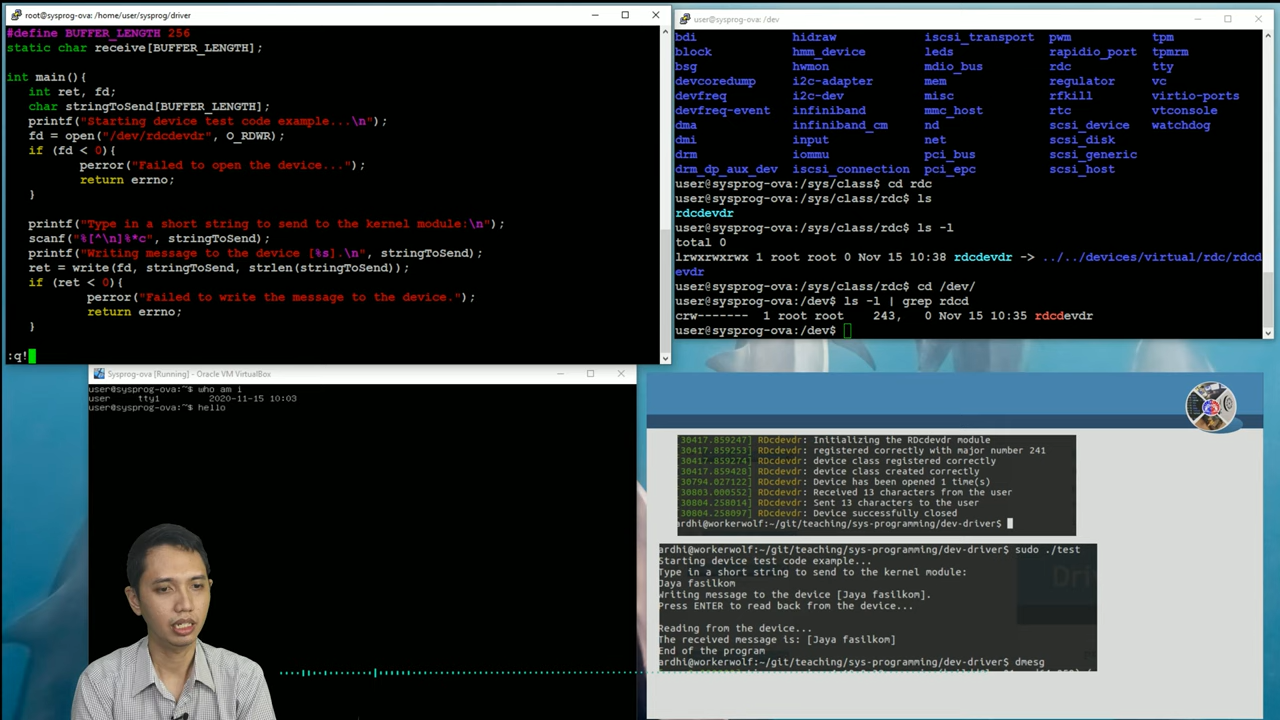 root@sysprog-ova: /home/user/sysprog/driver
#define BUFFER_LENGTH 256
static char receive[BUFFER_LENGTH];
int main(){
int ret, fd;
char stringToSend[BUFFER_LENGTH];
printf("Starting device test code example...\n");
fd = open("/dev/rdcdevdr", O_RDWR);
if (fd < 0){
perror("Failed to open the device...");
return errno;
}
printf("Type in a short string to send to the kernel module:\n");
scanf("%[^\n]%*c", stringToSend);
printf("Writing message to the device [%s].\n", stringToSend);
ret = write(fd, stringToSend, strlen(stringToSend));
if (ret < 0){
perror("Failed to write the message to the device.");
return errno;
}
:q!
user@sysprog-ova: /dev
bdi hidraw iscsi_transport pwm tpm
block hmm_device leds rapidio_port tpmrm
bsg hwmon mdio_bus rdc tty
devcoredump i2c-adapter mem regulator vc
devfreq i2c-dev misc rfkill virtio-ports
devfreq-event infiniband mmc_host rtc vtconsole
dma infiniband_cm nd scsi_device watchdog
dmi input net scsi_disk
drm iommu pci_bus scsi_generic
drm_dp_aux_dev iscsi_connection pci_epc scsi_host
user@sysprog-ova:/sys/class$ cd rdc
user@sysprog-ova:/sys/class/rdc$ ls
rdcdevdr
user@sysprog-ova:/sys/class/rdc$ ls -l
total 0
lrwxrwxrwx 1 root root 0 Nov 15 10:38 rdcdevdr -> ../../devices/virtual/rdc/rdcd
evdr
user@sysprog-ova:/sys/class/rdc$ cd /dev/
user@sysprog-ova:/dev$ ls -l | grep rdcd
crw------- 1 root root 243, 0 Nov 15 10:35 rdcdevdr
user@sysprog-ova:/dev$
Sysprog-ova [Running] - Oracle VM VirtualBox
user@sysprog-ova:~$ who am i
user tty1 2020-11-15 10:03
user@sysprog-ova:~$ hello
30417.859247] RDcdevdr: Initializing the RDcdevdr module
30417.859253] RDcdevdr: registered correctly with major number 241
30417.859274] RDcdevdr: device class registered correctly
30417.859428] RDcdevdr: device class created correctly
30794.027122] RDcdevdr: Device has been opened 1 time(s)
30803.000552] RDcdevdr: Received 13 characters from the user
30804.258014] RDcdevdr: Sent 13 characters to the user
30804.258097] RDcdevdr: Device successfully closed
ardhi@workerwolf:~/git/teaching/sys-programming/dev-driver$
ardhi@workerwolf:~/git/teaching/sys-programming/dev-driver$ sudo ./test
Starting device test code example...
Type in a short string to send to the kernel module:
Jaya fasilkom
Writing message to the device [Jaya fasilkom].
Press ENTER to read back from the device...
Reading from the device...
The received message is: [Jaya fasilkom]
End of the program
ardhi@workerwolf:~/git/teaching/sys-programming/dev-driver$ dmesg